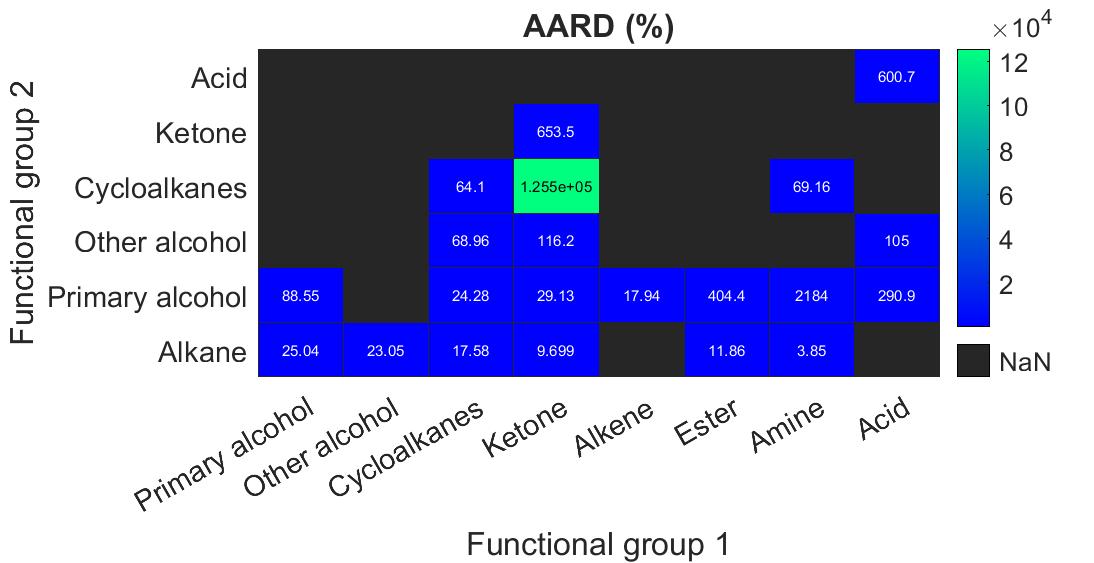 AARD (%)
×10^4
Functional group 2
Acid 600.7
Ketone 653.5
Cycloalkanes 64.1 1.255e+05 69.16
Other alcohol 68.96 116.2 105
Primary alcohol 88.55 24.28 29.13 17.94 404.4 2184 290.9
Alkane 25.04 23.05 17.58 9.699 11.86 3.85
Primary alcohol
Other alcohol
Cycloalkanes
Ketone
Alkene
Ester
Amine
Acid
Functional group 1
12
10
8
6
4
2
NaN